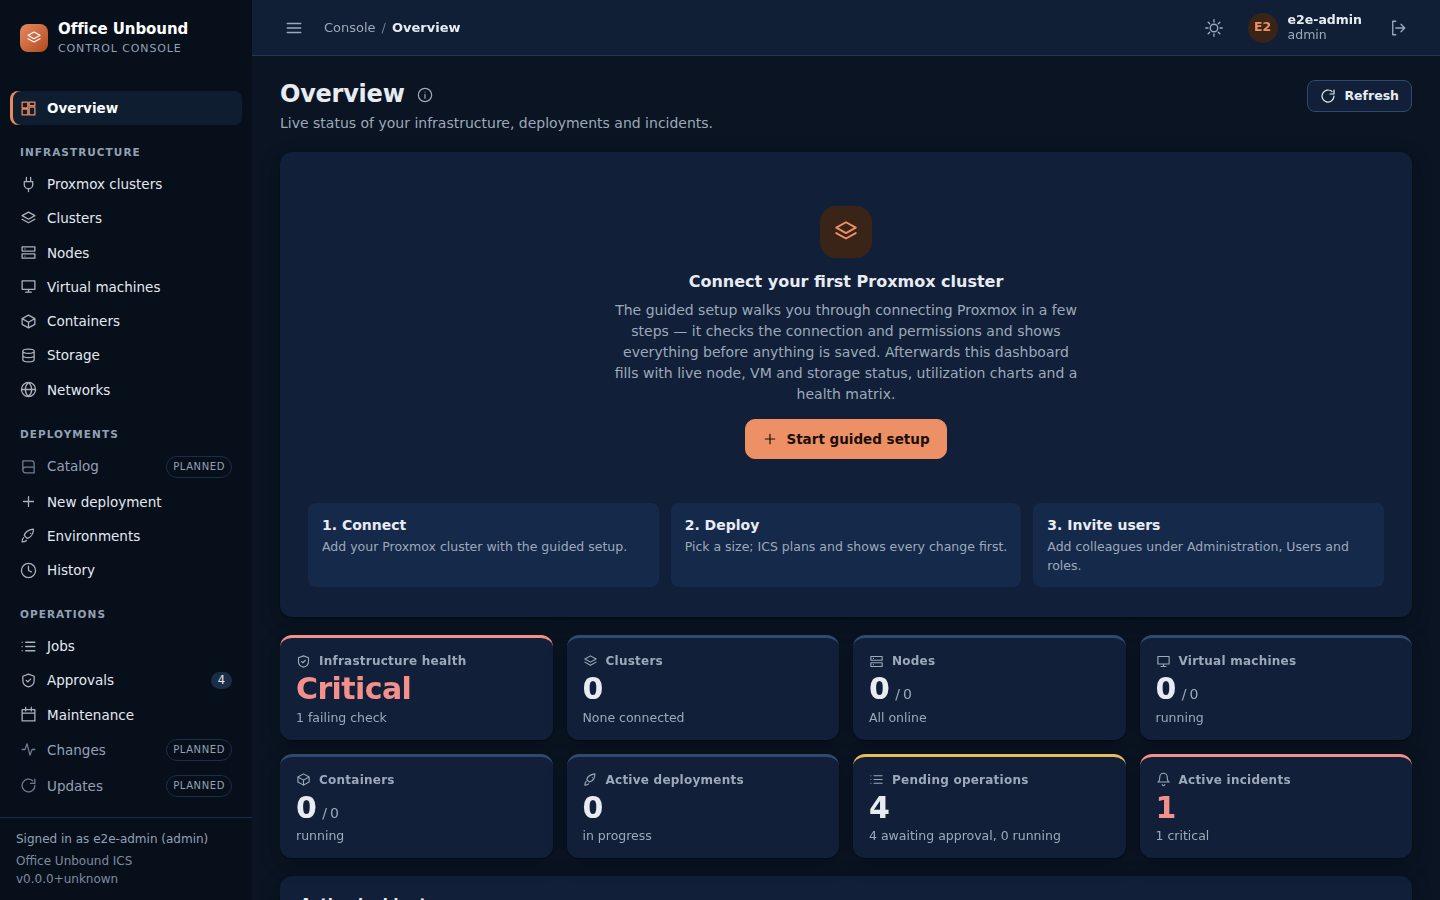 Office Unbound
CONTROL CONSOLE
Overview
INFRASTRUCTURE
Proxmox clusters
Clusters
Nodes
Virtual machines
Containers
Storage
Networks
DEPLOYMENTS
Catalog PLANNED
New deployment
Environments
History
OPERATIONS
Jobs
Approvals 4
Maintenance
Changes PLANNED
Updates PLANNED
Signed in as e2e-admin (admin)
Office Unbound ICS
v0.0.0+unknown
Console / Overview
E2 e2e-admin
admin
Overview
Live status of your infrastructure, deployments and incidents.
Refresh
Connect your first Proxmox cluster
The guided setup walks you through connecting Proxmox in a few
steps — it checks the connection and permissions and shows
everything before anything is saved. Afterwards this dashboard
fills with live node, VM and storage status, utilization charts and a
health matrix.
Start guided setup
1. Connect
Add your Proxmox cluster with the guided setup.
2. Deploy
Pick a size; ICS plans and shows every change first.
3. Invite users
Add colleagues under Administration, Users and
roles.
Infrastructure health
Critical
1 failing check
Clusters
0
None connected
Nodes
0 / 0
All online
Virtual machines
0 / 0
running
Containers
0 / 0
running
Active deployments
0
in progress
Pending operations
4
4 awaiting approval, 0 running
Active incidents
1
1 critical